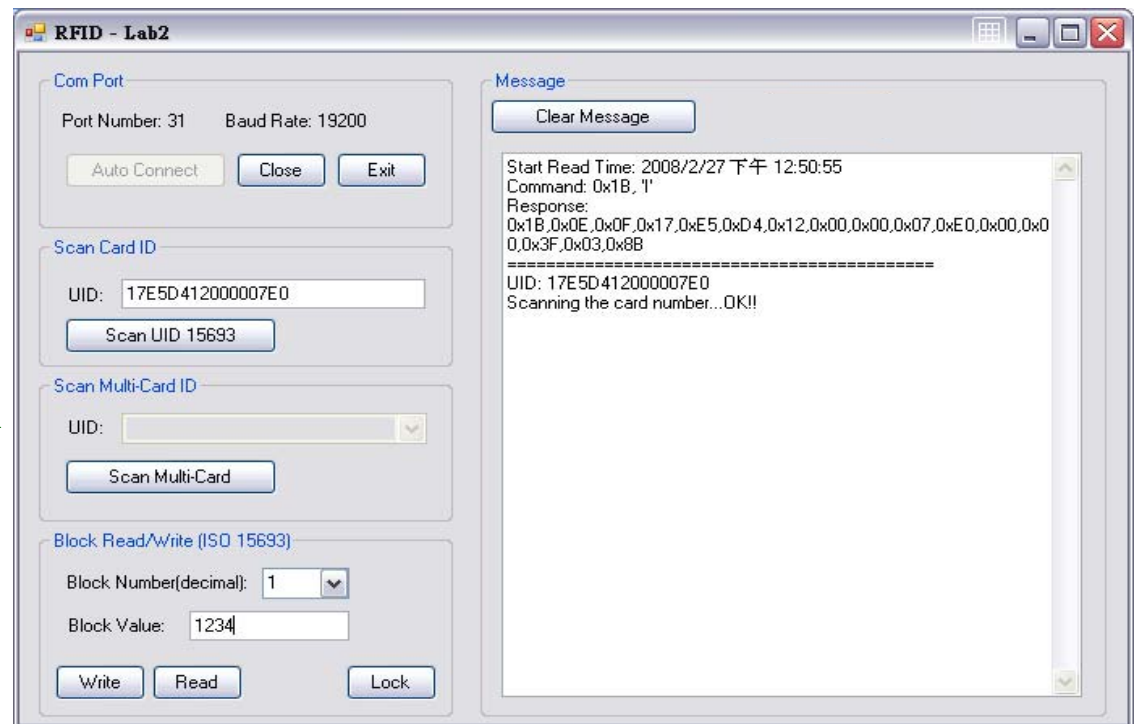 RFID - Lab2
Com Port
Port Number: 31 Baud Rate: 19200
Auto Connect Close Exit
Scan Card ID
UID: 17E5D412000007E0
Scan UID 15693
Scan Multi-Card ID
UID:
Scan Multi-Card
Block Read/Write (ISO 15693)
Block Number(decimal): 1
Block Value: 1234
Write Read Lock
Message
Clear Message
Start Read Time: 2008/2/27 下午 12:50:55
Command: 0x1B, 'I'
Response:
0x1B,0x0E,0x0F,0x17,0xE5,0xD4,0x12,0x00,0x00,0x07,0xE0,0x00,0x0
0,0x3F,0x03,0x8B
============================================
UID: 17E5D412000007E0
Scanning the card number...OK!!